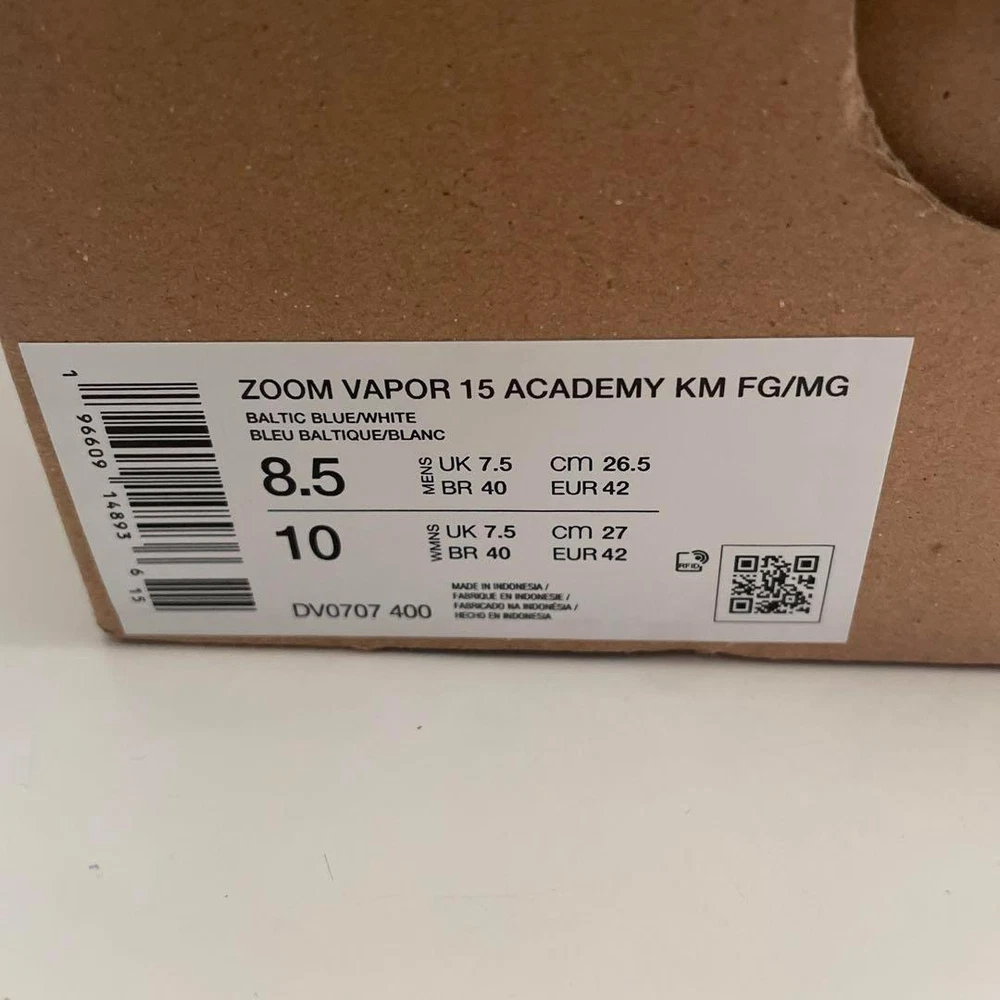 ZOOM VAPOR 15 ACADEMY KM FG/MG
BALTIC BLUE/WHITE
BLEU BALTIQUE/BLANC
8.5 MENS UK 7.5 CM 26.5
BR 40 EUR 42
10 WMNS UK 7.5 CM 27
BR 40 EUR 42
RFID
MADE IN INDONESIA /
FABRIQUE EN INDONESIE /
FABRICADO NA INDONÉSIA /
HECHO EN INDONESIA
DV0707 400
1 96609 14893 6 15